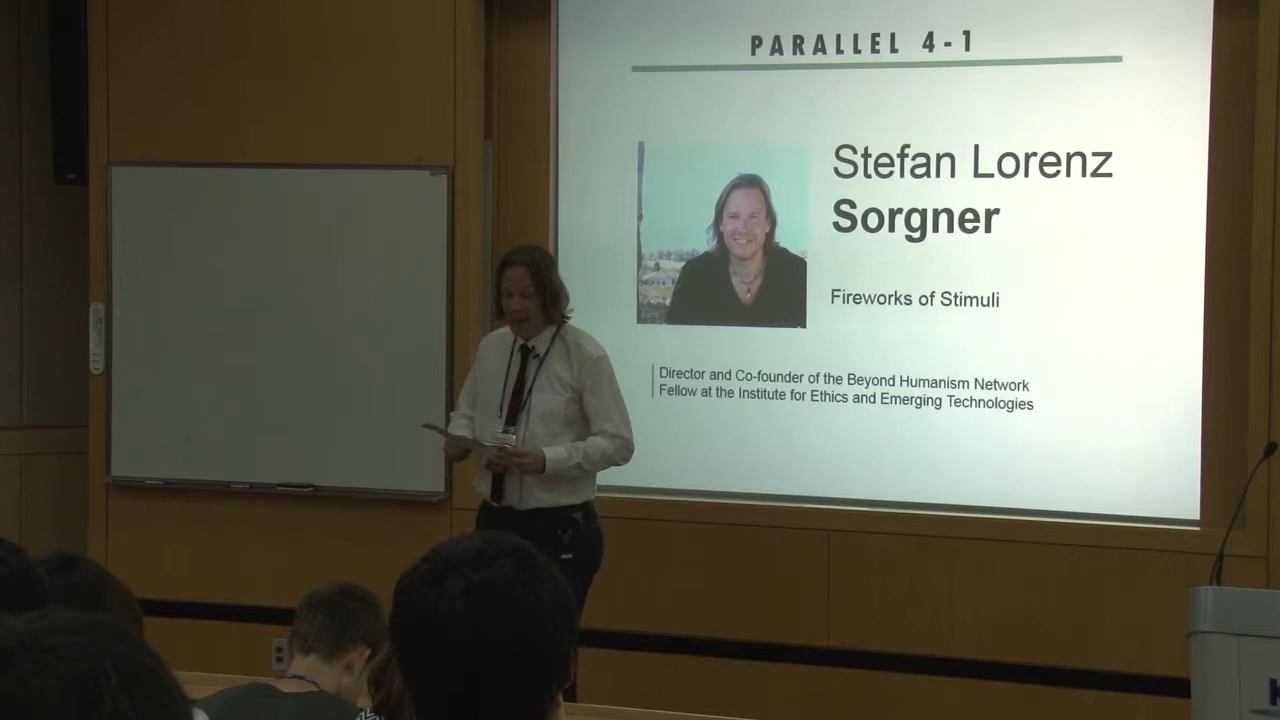 PARALLEL 4-1
Stefan Lorenz
Sorgner
Fireworks of Stimuli
Director and Co-founder of the Beyond Humanism Network
Fellow at the Institute for Ethics and Emerging Technologies